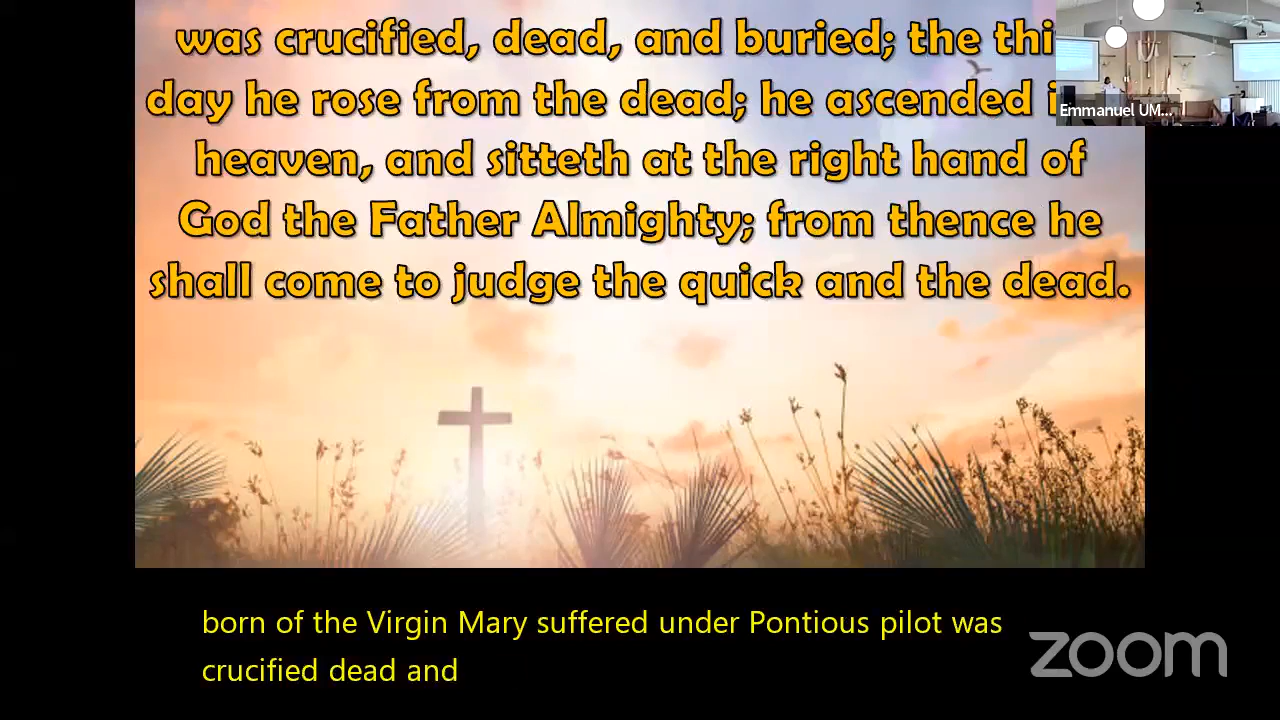 was crucified, dead, and buried; the thi
day he rose from the dead; he ascended i
heaven, and sitteth at the right hand of
God the Father Almighty; from thence he
shall come to judge the quick and the dead.
Emmanuel UM...
born of the Virgin Mary suffered under Pontious pilot was
crucified dead and
zoom